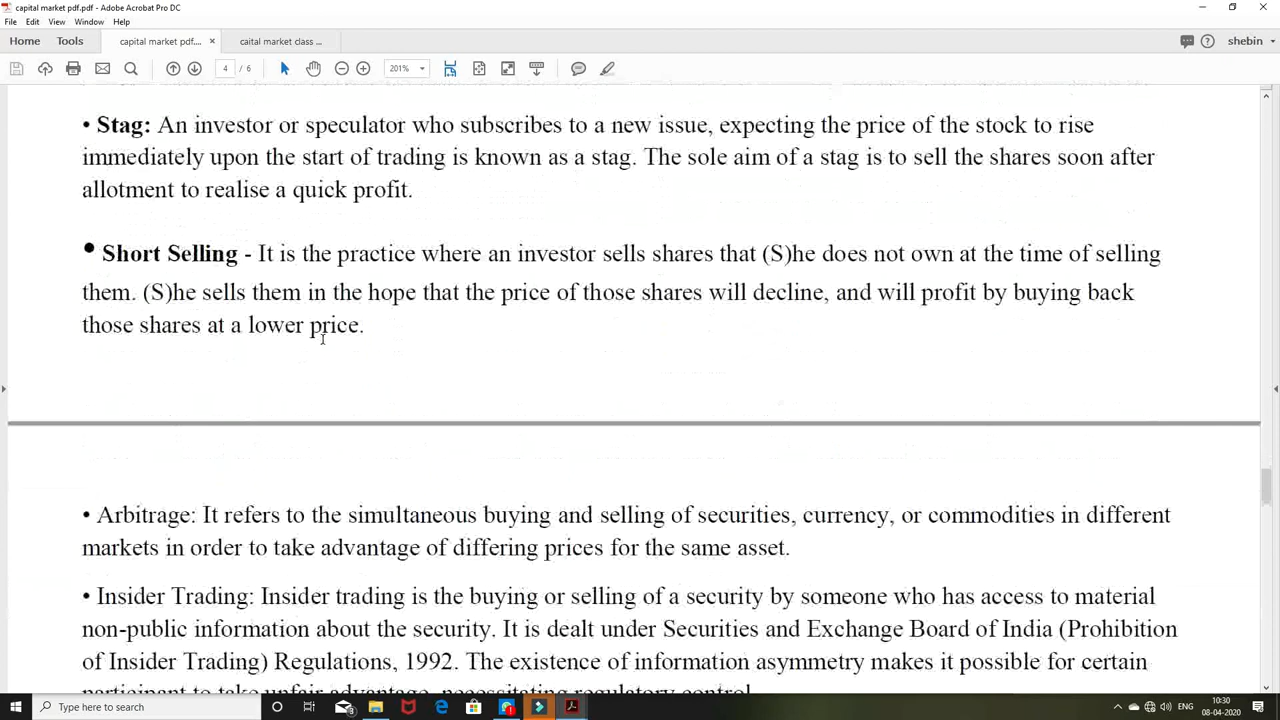 capital market pdf.pdf - Adobe Acrobat Pro DC
File Edit View Window Help
Home Tools capital market pdf.... × caital market class ... shebin
4 / 6 201%
• Stag: An investor or speculator who subscribes to a new issue, expecting the price of the stock to rise
immediately upon the start of trading is known as a stag. The sole aim of a stag is to sell the shares soon after
allotment to realise a quick profit.
• Short Selling - It is the practice where an investor sells shares that (S)he does not own at the time of selling
them. (S)he sells them in the hope that the price of those shares will decline, and will profit by buying back
those shares at a lower price.
• Arbitrage: It refers to the simultaneous buying and selling of securities, currency, or commodities in different
markets in order to take advantage of differing prices for the same asset.
• Insider Trading: Insider trading is the buying or selling of a security by someone who has access to material
non-public information about the security. It is dealt under Securities and Exchange Board of India (Prohibition
of Insider Trading) Regulations, 1992. The existence of information asymmetry makes it possible for certain
participant to take unfair advantage, necessitating regulatory control.
Type here to search
ENG
10:30
08-04-2020